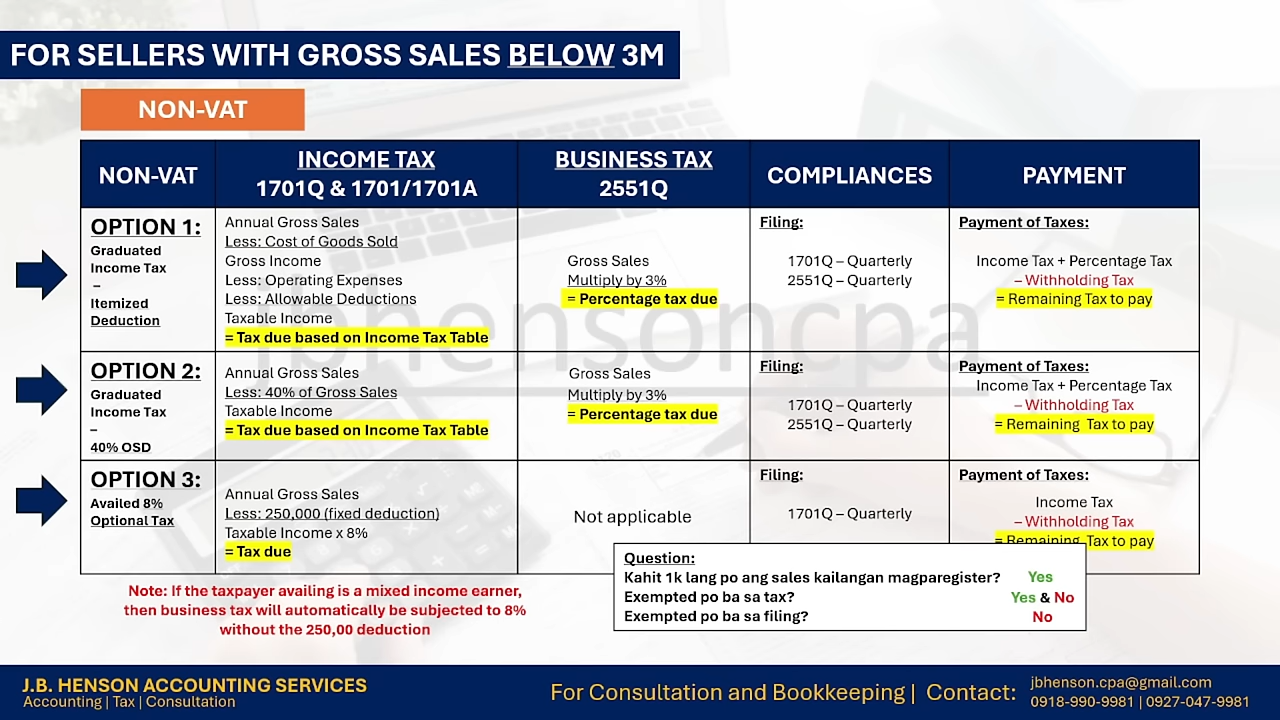 FOR SELLERS WITH GROSS SALES BELOW 3M
NON-VAT
NON-VAT
INCOME TAX
1701Q & 1701/1701A
BUSINESS TAX
2551Q
COMPLIANCES
PAYMENT
OPTION 1:
Graduated
Income Tax
–
Itemized
Deduction
Annual Gross Sales
Less: Cost of Goods Sold
Gross Income
Less: Operating Expenses
Less: Allowable Deductions
Taxable Income
= Tax due based on Income Tax Table
Gross Sales
Multiply by 3%
= Percentage tax due
Filing:
1701Q – Quarterly
2551Q – Quarterly
Payment of Taxes:
Income Tax + Percentage Tax
– Withholding Tax
= Remaining Tax to pay
OPTION 2:
Graduated
Income Tax
–
40% OSD
Annual Gross Sales
Less: 40% of Gross Sales
Taxable Income
= Tax due based on Income Tax Table
Gross Sales
Multiply by 3%
= Percentage tax due
Filing:
1701Q – Quarterly
2551Q – Quarterly
Payment of Taxes:
Income Tax + Percentage Tax
– Withholding Tax
= Remaining Tax to pay
OPTION 3:
Availed 8%
Optional Tax
Annual Gross Sales
Less: 250,000 (fixed deduction)
Taxable Income x 8%
= Tax due
Not applicable
Filing:
1701Q – Quarterly
Payment of Taxes:
Income Tax
– Withholding Tax
= Remaining Tax to pay
jbhensoncpa
Note: If the taxpayer availing is a mixed income earner,
then business tax will automatically be subjected to 8%
without the 250,00 deduction
Question:
Kahit 1k lang po ang sales kailangan magparegister? Yes
Exempted po ba sa tax? Yes & No
Exempted po ba sa filing? No
J.B. HENSON ACCOUNTING SERVICES
Accounting | Tax | Consultation
For Consultation and Bookkeeping | Contact:
jbhenson.cpa@gmail.com
0918-990-9981 | 0927-047-9981